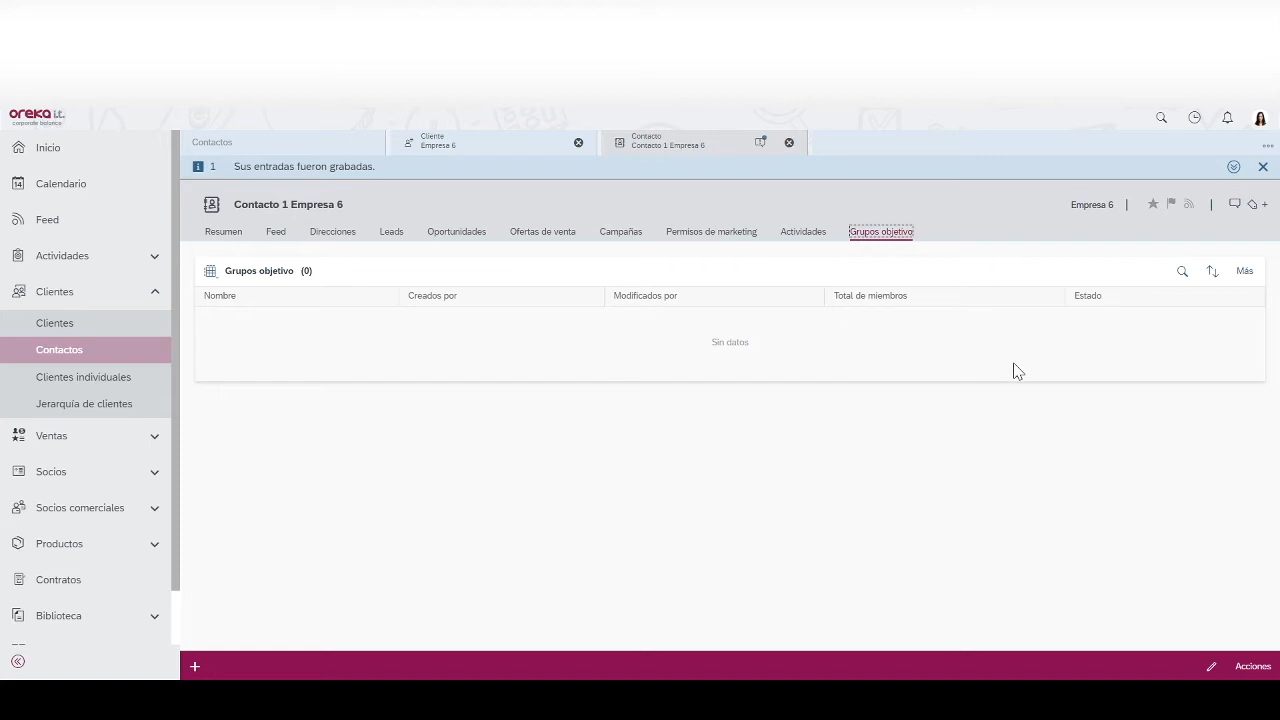 oreka i.t.
corporate balance
Inicio
14
Calendario
Feed
Actividades
Clientes
Clientes
Contactos
Clientes individuales
Jerarquía de clientes
Ventas
Socios
Socios comerciales
Productos
Contratos
Biblioteca
Contactos
Cliente
Empresa 6
Contacto
Contacto 1 Empresa 6
1 Sus entradas fueron grabadas.
Contacto 1 Empresa 6
Empresa 6
Resumen Feed Direcciones Leads Oportunidades Ofertas de venta Campañas Permisos de marketing Actividades Grupos objetivo
Grupos objetivo (0)
Más
Nombre Creados por Modificados por Total de miembros Estado
Sin datos
Acciones